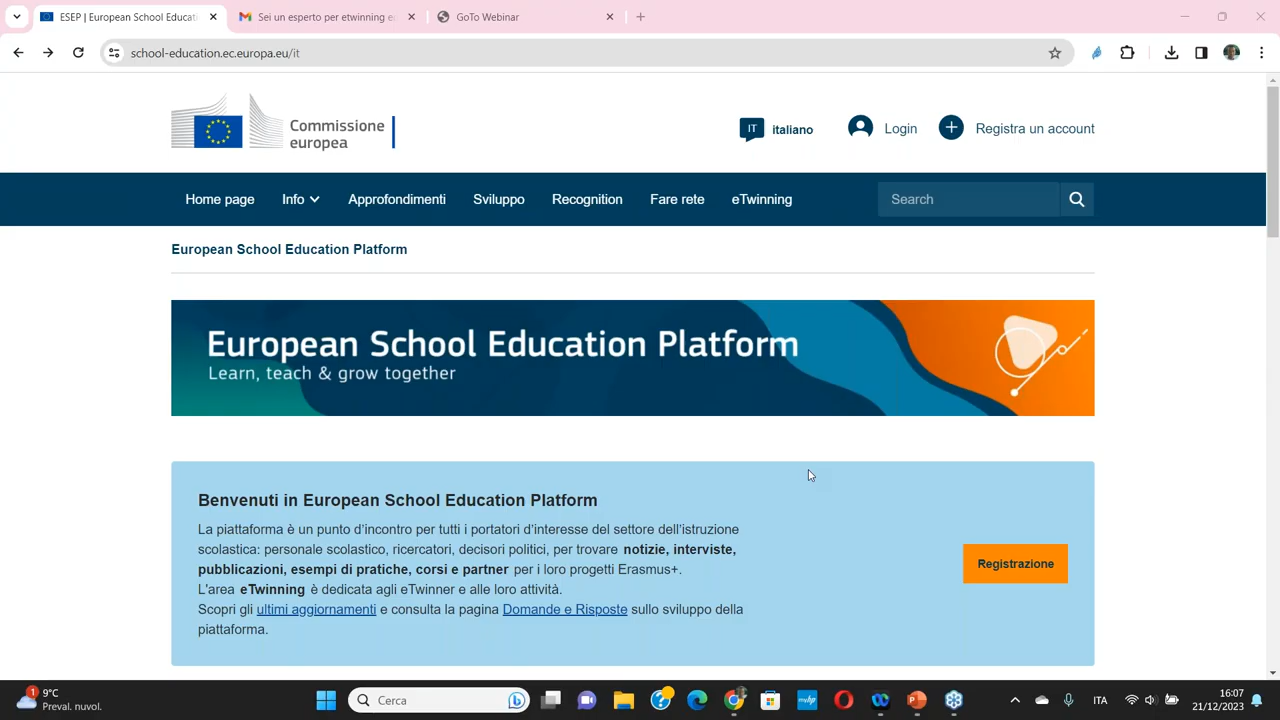 ESEP | European School Educati
Sei un esperto per etwinning e
GoTo Webinar
school-education.ec.europa.eu/it
Commissione
europea
IT
italiano
Login
Registra un account
Home page
Info
Approfondimenti
Sviluppo
Recognition
Fare rete
eTwinning
Search
European School Education Platform
European School Education Platform
Learn, teach & grow together
Benvenuti in European School Education Platform
La piattaforma è un punto d'incontro per tutti i portatori d'interesse del settore dell'istruzione
scolastica: personale scolastico, ricercatori, decisori politici, per trovare notizie, interviste,
pubblicazioni, esempi di pratiche, corsi e partner per i loro progetti Erasmus+.
L'area eTwinning è dedicata agli eTwinner e alle loro attività.
Scopri gli ultimi aggiornamenti e consulta la pagina Domande e Risposte sullo sviluppo della
piattaforma.
Registrazione
1
9°C
Preval. nuvol.
Cerca
myhp
ITA
16:07
21/12/2023